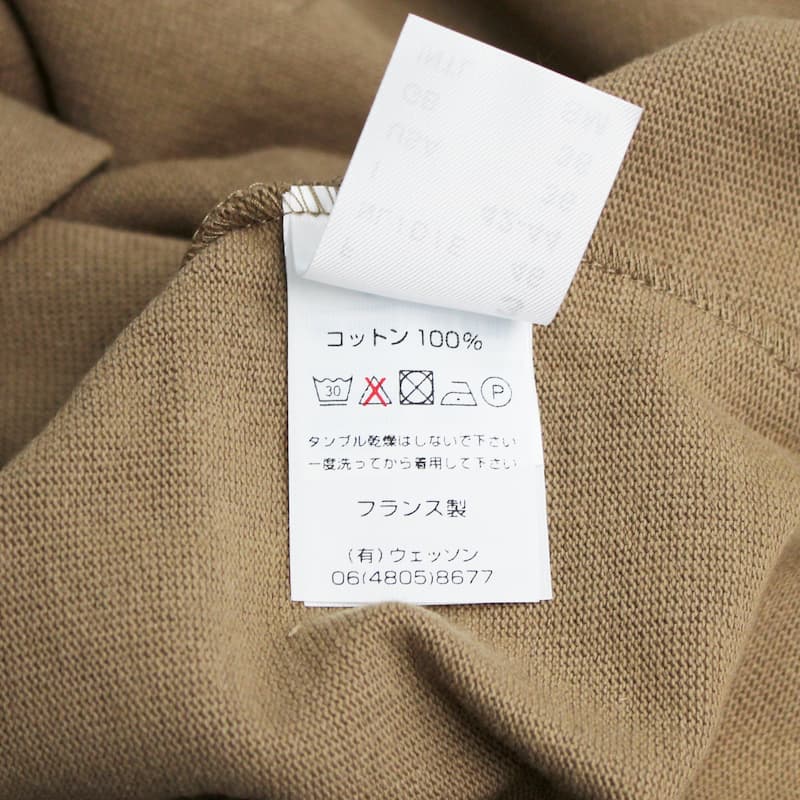 コットン 100%
30 P
タンブル乾燥はしないで下さい
一度洗ってから着用して下さい
フランス製
(有)ウェッソン
06(4805)8677